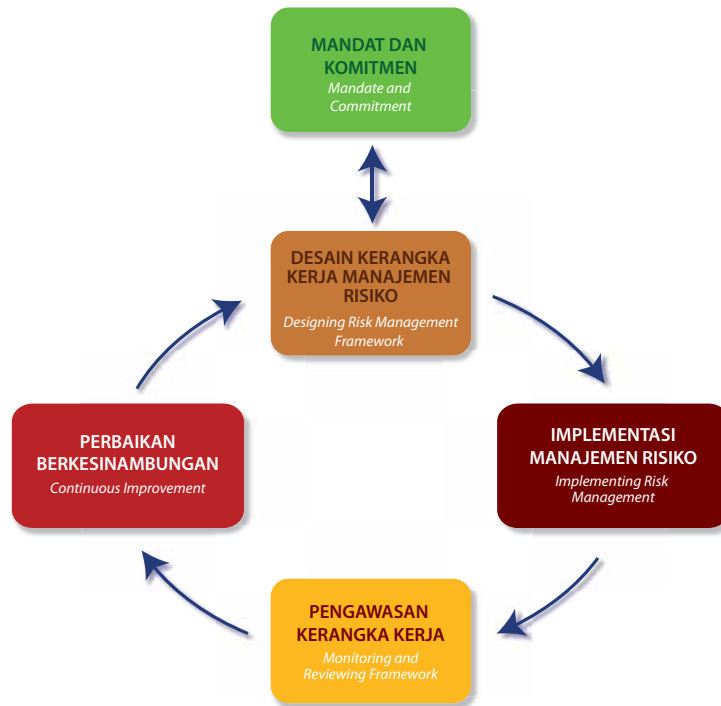 MANDAT DAN
KOMITMEN
Mandate and
Commitment
DESAIN KERANGKA
KERJA MANAJEMEN
RISIKO
Designing Risk Management
Framework
PERBAIKAN
BERKESINAMBUNGAN
Continuous Improvement
IMPLEMENTASI
MANAJEMEN RISIKO
Implementing Risk
Management
PENGAWASAN
KERANGKA KERJA
Monitoring and
Reviewing Framework